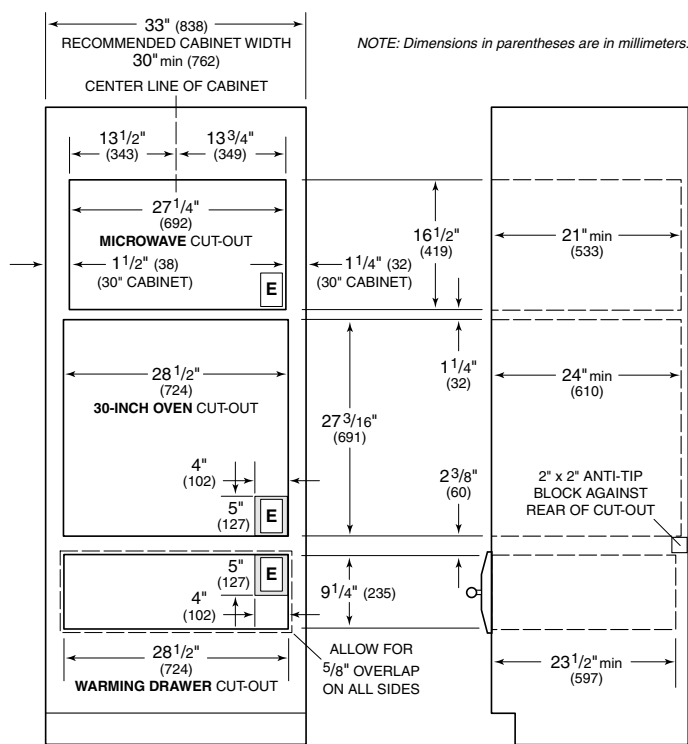 33" (838)
RECOMMENDED CABINET WIDTH
30" min (762)
NOTE: Dimensions in parentheses are in millimeters.
CENTER LINE OF CABINET
13 1/2"
(343)
13 3/4"
(349)
27 1/4"
(692)
MICROWAVE CUT-OUT
16 1/2"
(419)
21" min
(533)
1 1/2" (38)
(30" CABINET)
E
1 1/4" (32)
(30" CABINET)
28 1/2"
(724)
30-INCH OVEN CUT-OUT
1 1/4"
(32)
24" min
(610)
27 3/16"
(691)
4"
(102)
5"
(127)
E
2 3/8"
(60)
2" x 2" ANTI-TIP
BLOCK AGAINST
REAR OF CUT-OUT
5"
(127)
E
4"
(102)
9 1/4" (235)
28 1/2"
(724)
WARMING DRAWER CUT-OUT
ALLOW FOR
5/8" OVERLAP
ON ALL SIDES
23 1/2" min
(597)